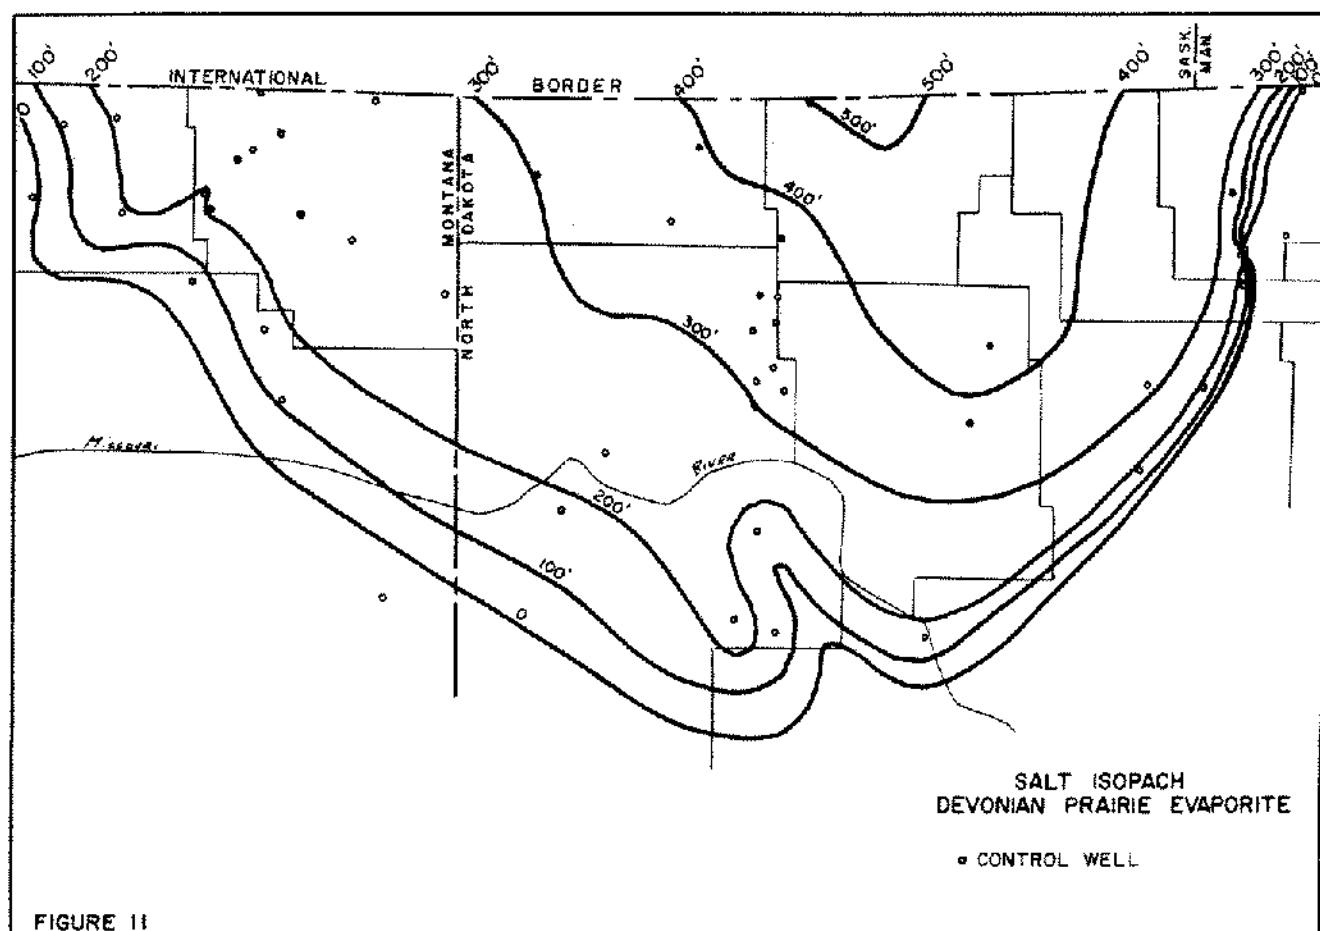 100'
200'
INTERNATIONAL
300'
BORDER
400'
500'
400'
SASK.
MAN.
300'
200'
0
500'
MONTANA
NORTH DAKOTA
400'
300'
MISSOURI
RIVER
200'
100'
0
SALT ISOPACH
DEVONIAN PRAIRIE EVAPORITE
CONTROL WELL
FIGURE 11